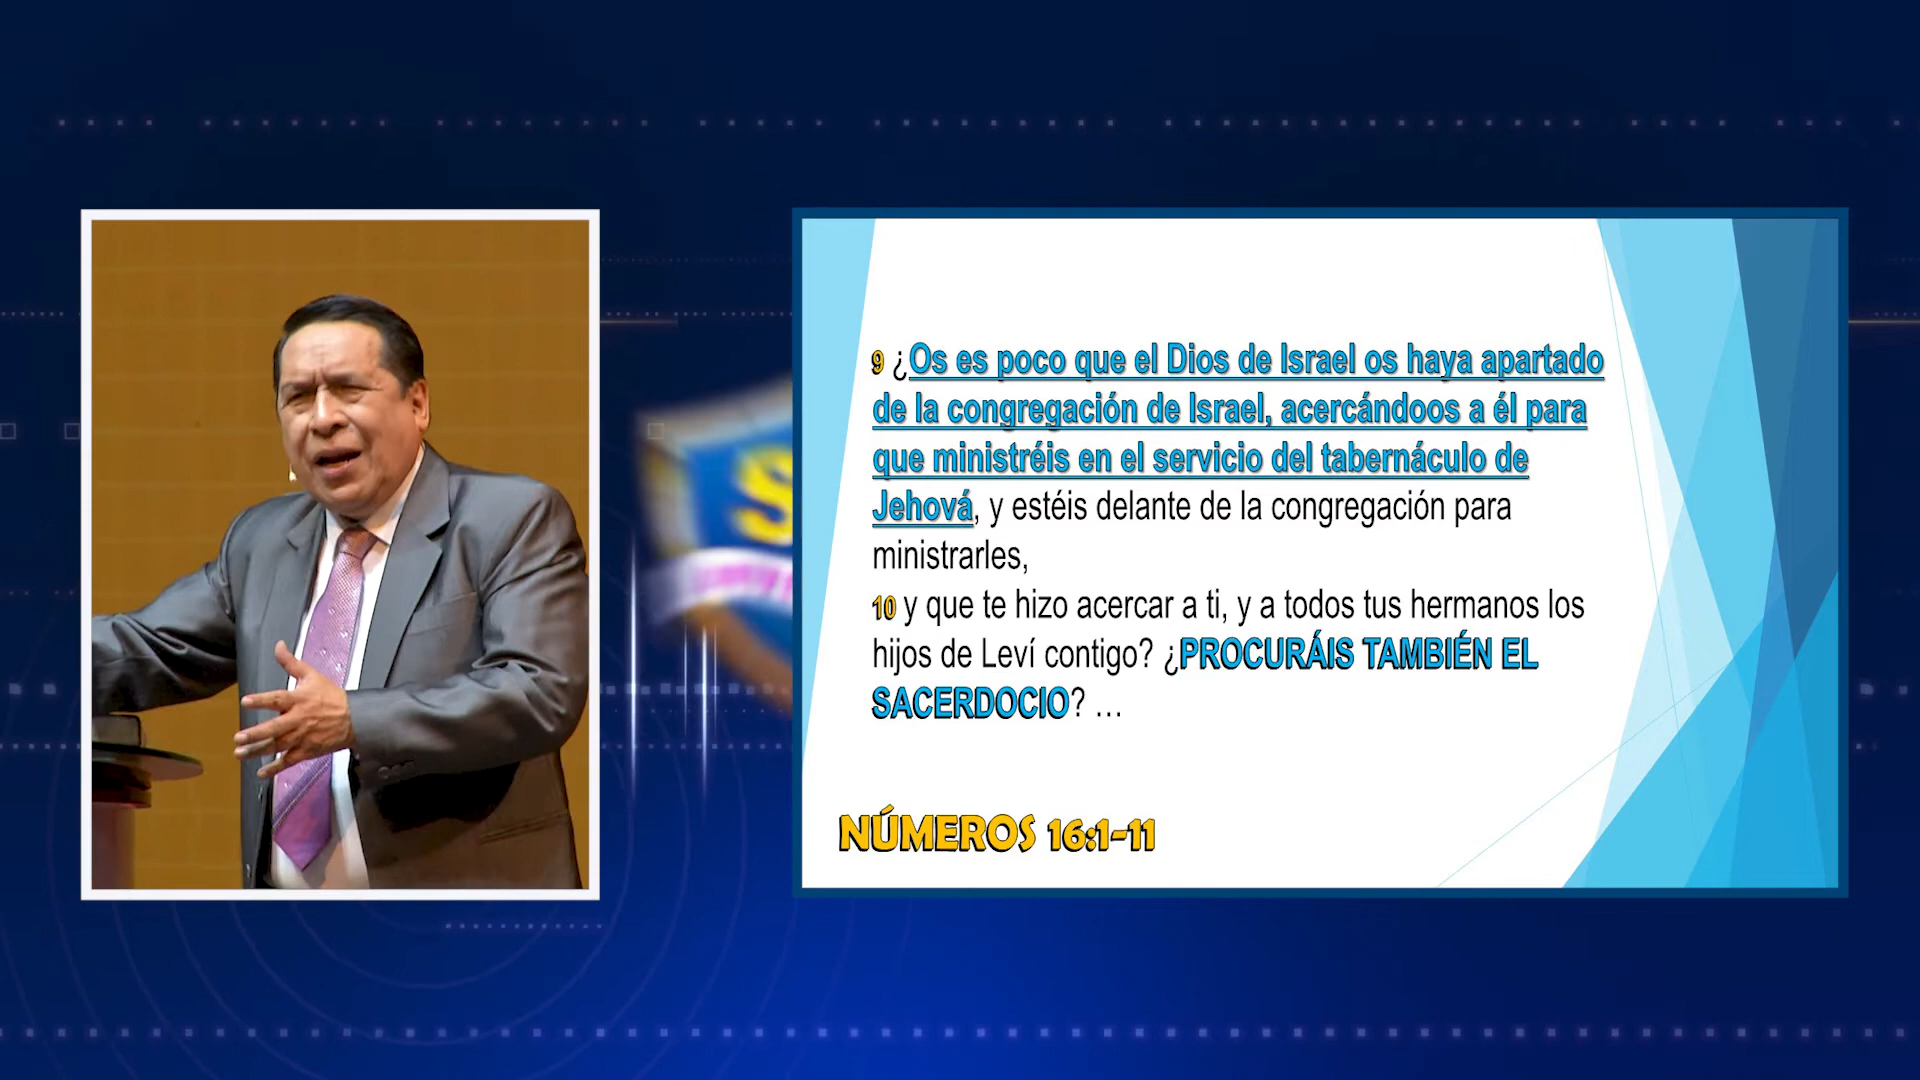 9 ¿Os es poco que el Dios de Israel os haya apartado
de la congregación de Israel, acercándoos a él para
que ministréis en el servicio del tabernáculo de
Jehová, y estéis delante de la congregación para
ministrarles,
10 y que te hizo acercar a ti, y a todos tus hermanos los
hijos de Leví contigo? ¿PROCURÁIS TAMBIÉN EL
SACERDOCIO? …
NÚMEROS 16:1-11